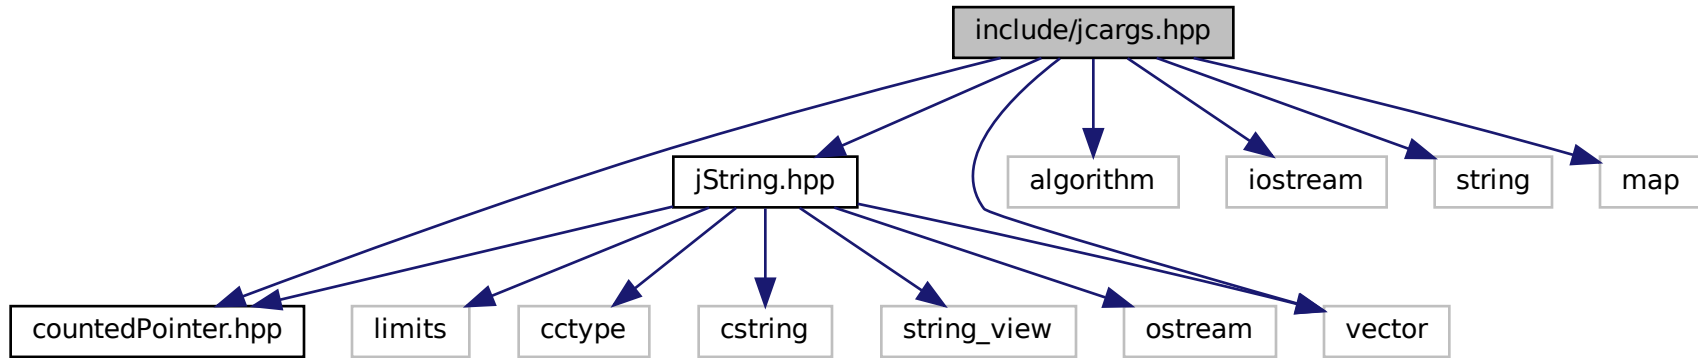 include/jcargs.hpp
jString.hpp
algorithm
iostream
string
map
countedPointer.hpp
limits
cctype
cstring
string_view
ostream
vector